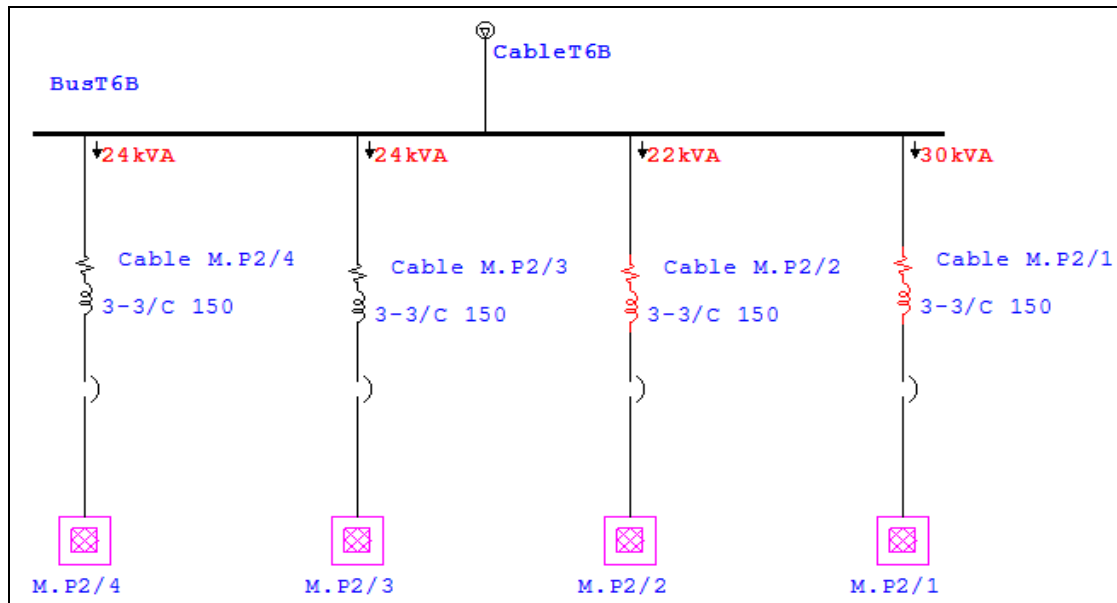 CableT6B
BusT6B
24kVA
24kVA
22kVA
30kVA
Cable M.P2/4
Cable M.P2/3
Cable M.P2/2
Cable M.P2/1
3-3/C 150
3-3/C 150
3-3/C 150
3-3/C 150
M.P2/4
M.P2/3
M.P2/2
M.P2/1